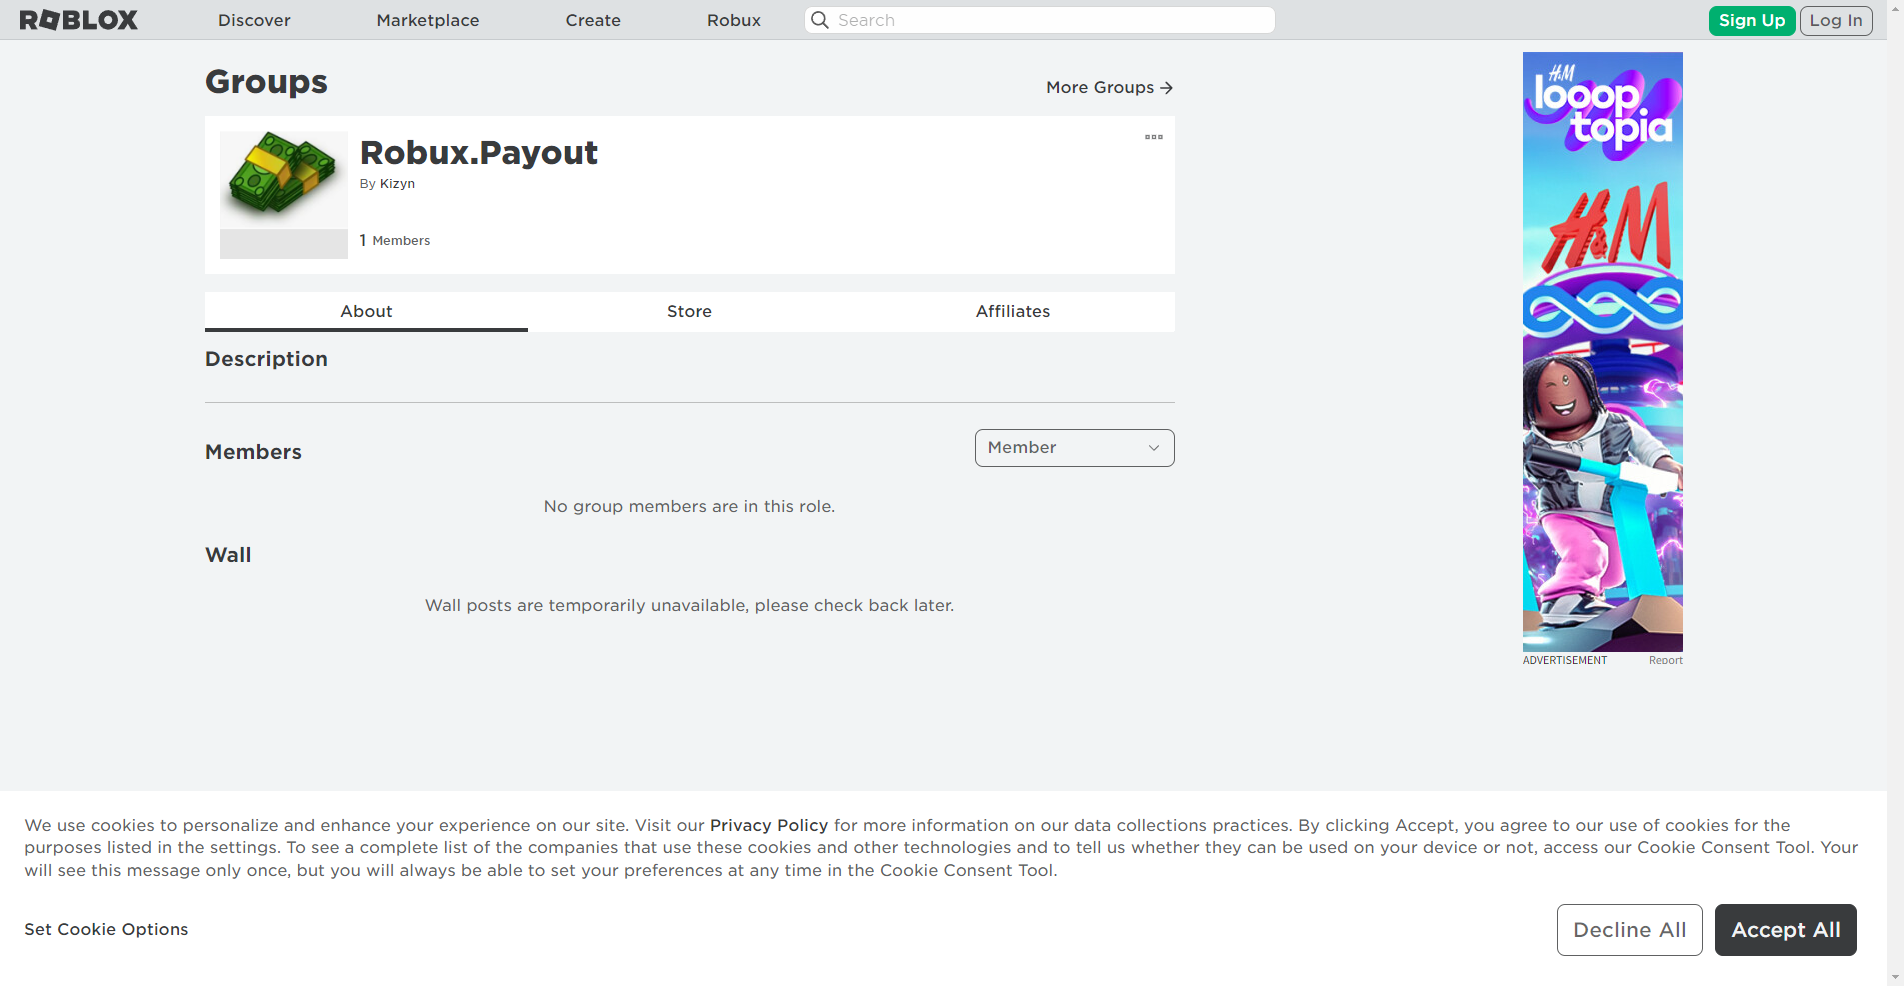 ROBLOX Discover Marketplace Create Robux Search Sign Up Log In
Groups
More Groups
Robux.Payout
By Kizyn
1 Members
About Store Affiliates
Description
Members
Member
No group members are in this role.
Wall
Wall posts are temporarily unavailable, please check back later.
H&M
looop
topia
H&M
ADVERTISEMENT Report
We use cookies to personalize and enhance your experience on our site. Visit our Privacy Policy for more information on our data collections practices. By clicking Accept, you agree to our use of cookies for the
purposes listed in the settings. To see a complete list of the companies that use these cookies and other technologies and to tell us whether they can be used on your device or not, access our Cookie Consent Tool. Your
will see this message only once, but you will always be able to set your preferences at any time in the Cookie Consent Tool.
Set Cookie Options
Decline All
Accept All